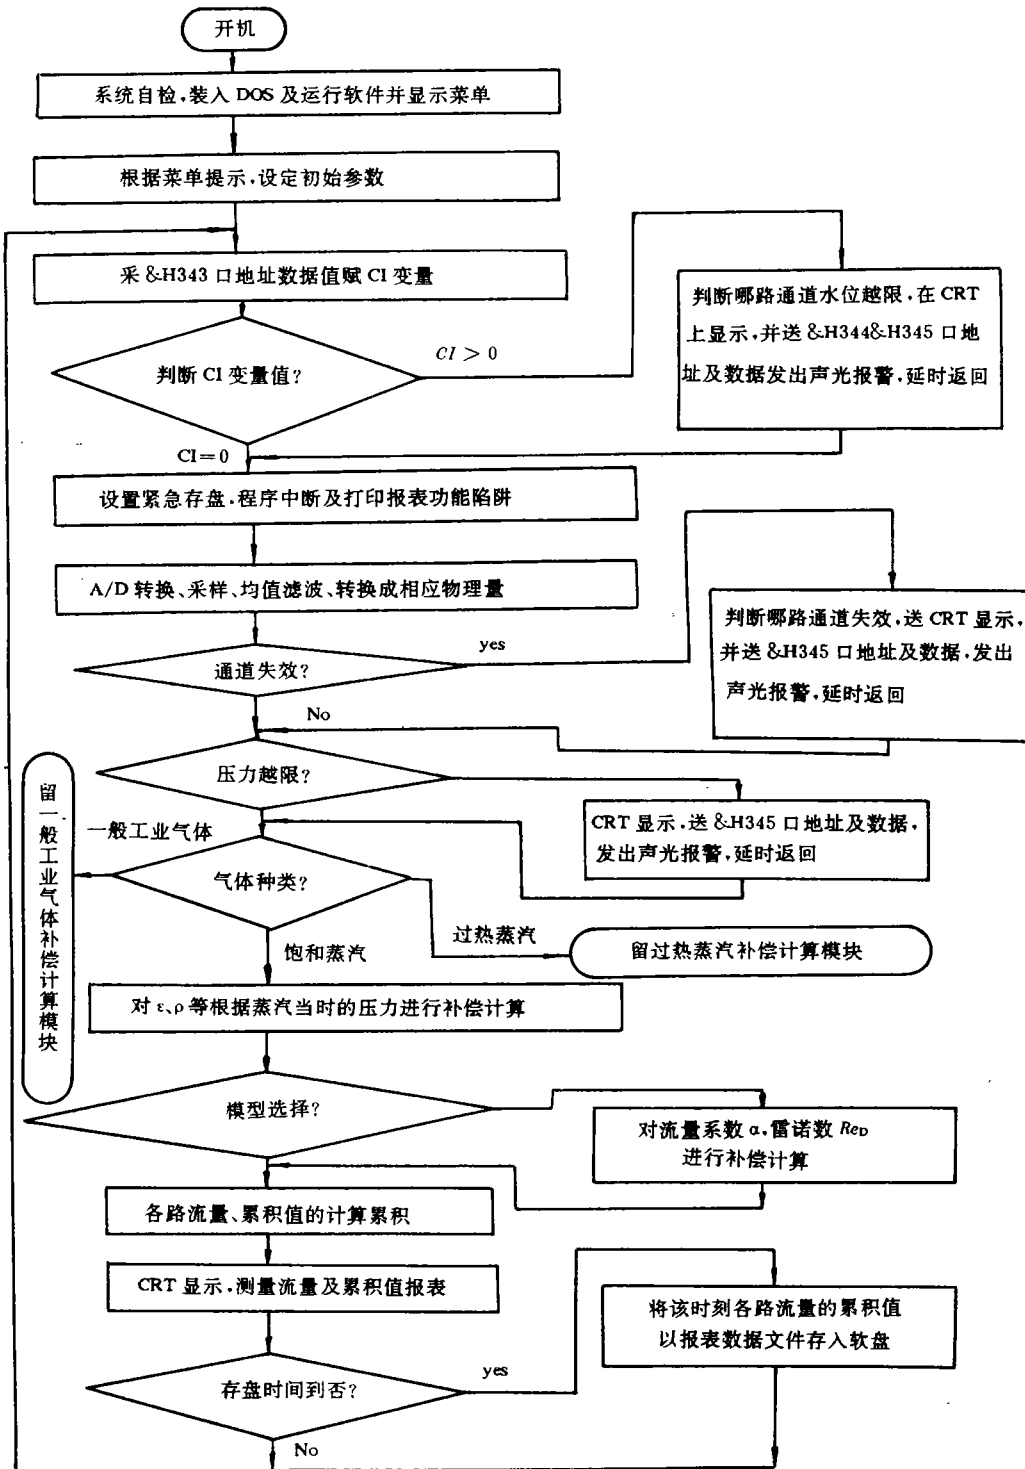 开机
系统自检,装入 DOS 及运行软件并显示菜单
根据菜单提示,设定初始参数
采 &H343 口地址数据值赋 CI 变量
判断 CI 变量值?
CI > 0
判断哪路通道水位越限,在 CRT
上显示,并送 &H344&H345 口地
址及数据发出声光报警,延时返回
CI=0
设置紧急存盘,程序中断及打印报表功能陷阱
A/D 转换、采样、均值滤波、转换成相应物理量
通道失效?
yes
判断哪路通道失效,送 CRT 显示,
并送 &H345 口地址及数据,发出
声光报警,延时返回
No
压力越限?
CRT 显示,送 &H345 口地址及数据,
发出声光报警,延时返回
一般工业气体
气体种类?
留一般工业气体补偿计算模块
过热蒸汽
留过热蒸汽补偿计算模块
饱和蒸汽
对 ε、ρ 等根据蒸汽当时的压力进行补偿计算
模型选择?
对流量系数 α,雷诺数 ReD
进行补偿计算
各路流量、累积值的计算累积
CRT 显示,测量流量及累积值报表
将该时刻各路流量的累积值
以报表数据文件存入软盘
存盘时间到否?
yes
No